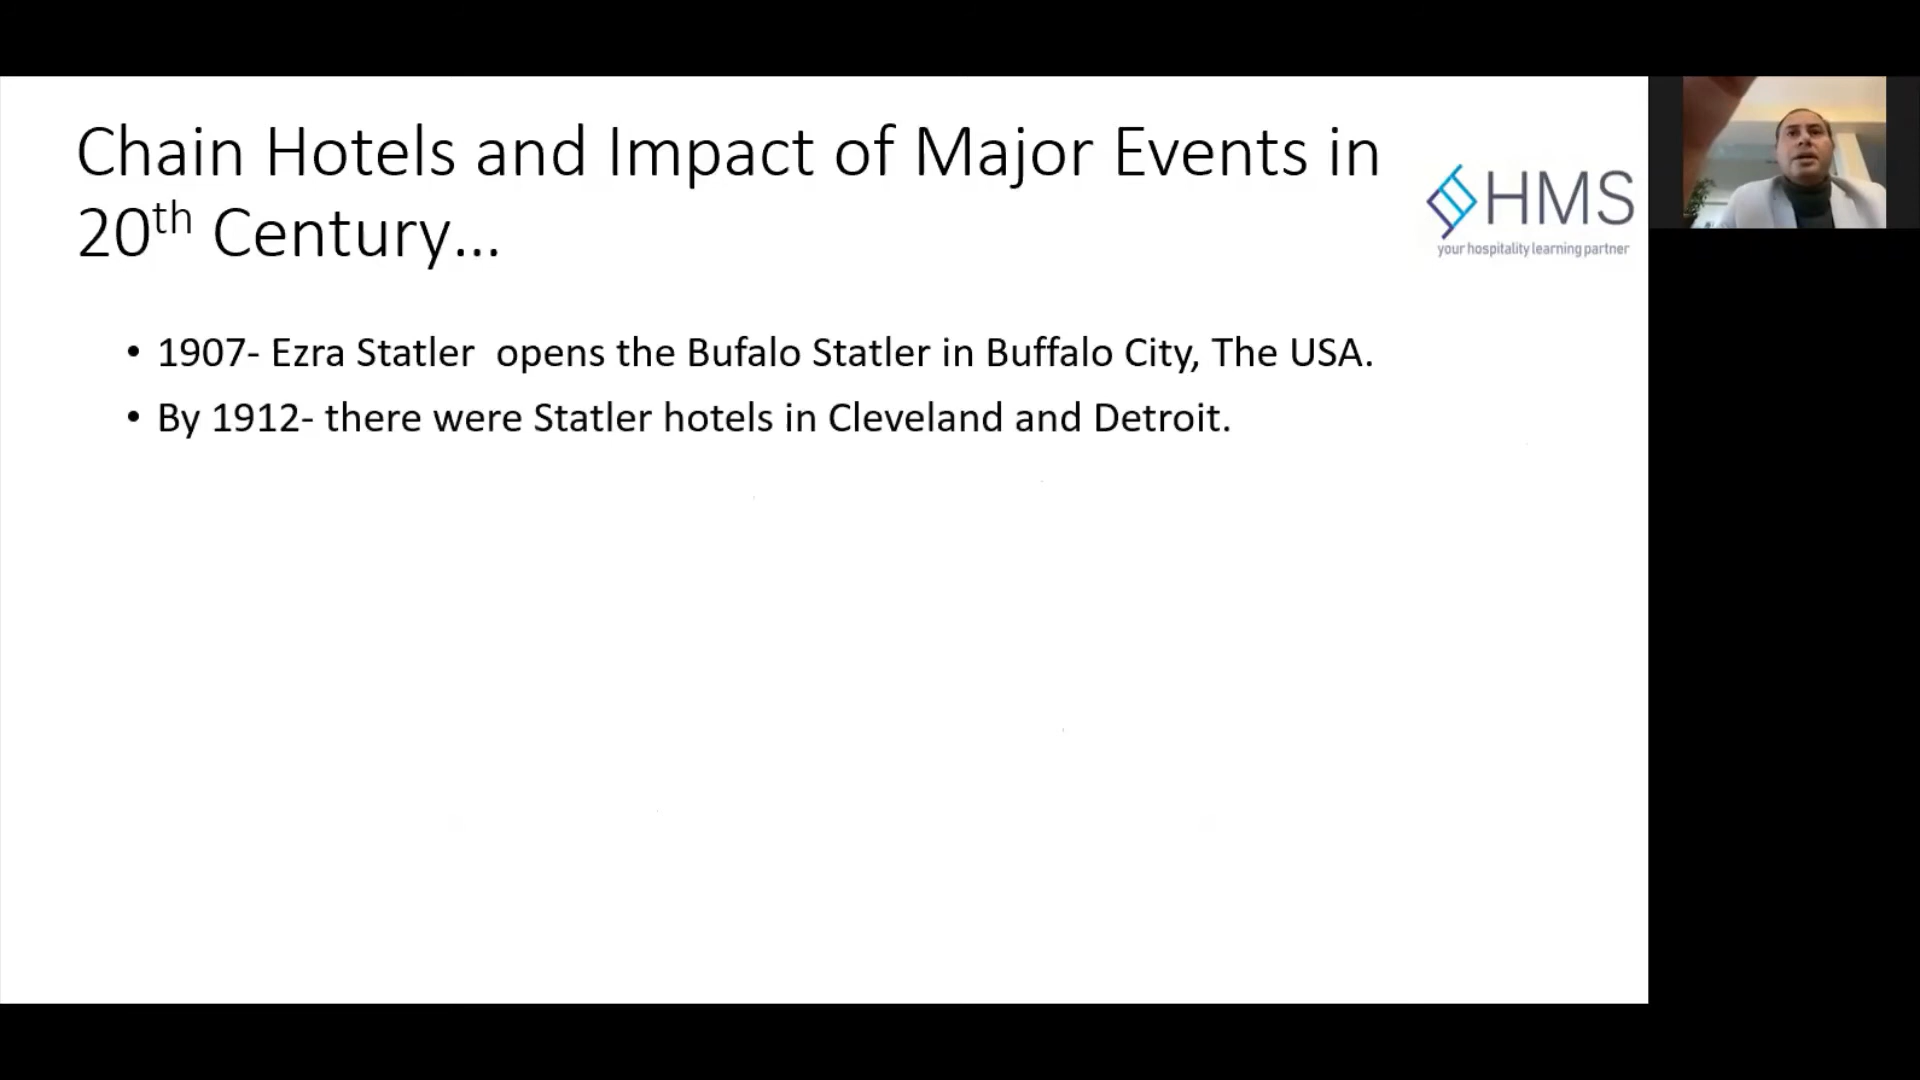 Chain Hotels and Impact of Major Events in
20th Century...
HMS
your hospitality learning partner
• 1907- Ezra Statler  opens the Bufalo Statler in Buffalo City, The USA.
• By 1912- there were Statler hotels in Cleveland and Detroit.